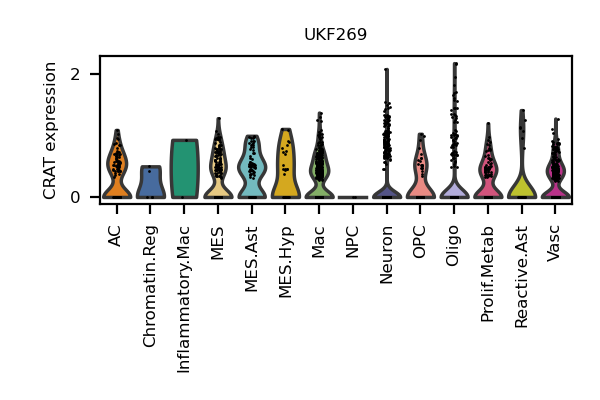 UKF269
CRAT expression
2
0
AC
Chromatin.Reg
Inflammatory.Mac
MES
MES.Ast
MES.Hyp
Mac
NPC
Neuron
OPC
Oligo
Prolif.Metab
Reactive.Ast
Vasc